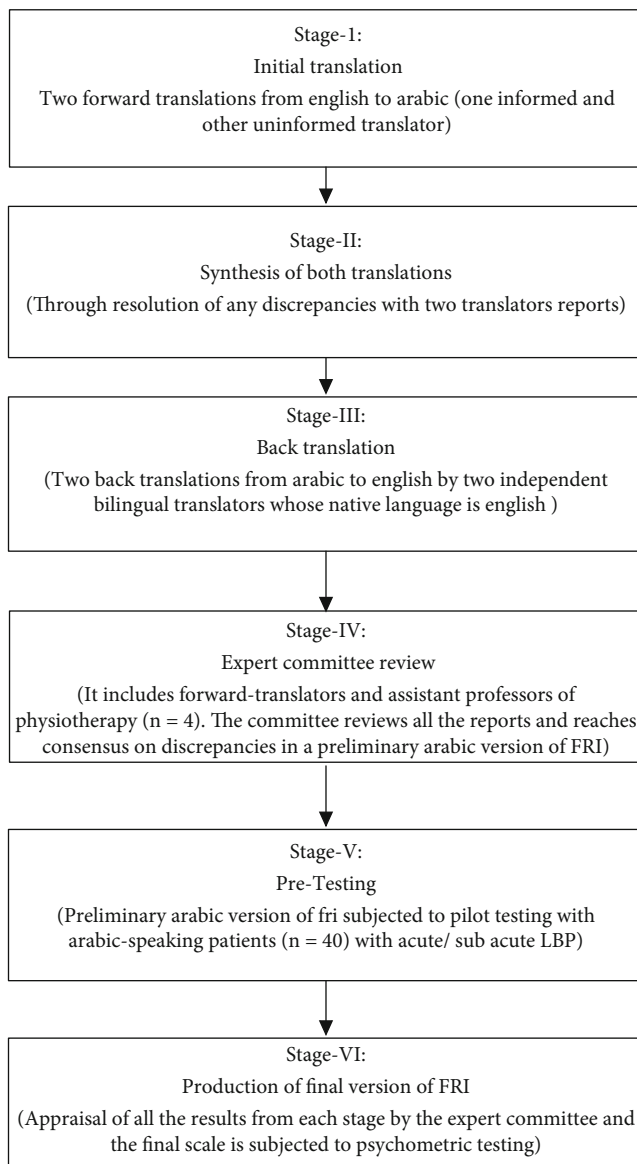 Stage-1:
Initial translation
Two forward translations from english to arabic (one informed and
other uninformed translator)
Stage-II:
Synthesis of both translations
(Through resolution of any discrepancies with two translators reports)
Stage-III:
Back translation
(Two back translations from arabic to english by two independent
bilingual translators whose native language is english )
Stage-IV:
Expert committee review
(It includes forward-translators and assistant professors of
physiotherapy (n = 4). The committee reviews all the reports and reaches
consensus on discrepancies in a preliminary arabic version of FRI)
Stage-V:
Pre-Testing
(Preliminary arabic version of fri subjected to pilot testing with
arabic-speaking patients (n = 40) with acute/ sub acute LBP)
Stage-VI:
Production of final version of FRI
(Appraisal of all the results from each stage by the expert committee and
the final scale is subjected to psychometric testing)